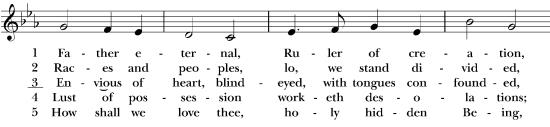 1 Fa - ther e - ter - nal, Ru - ler of cre - a - tion,
2 Rac - es and peo - ples, lo, we stand di - vid - ed,
3 En - vious of heart, blind - eyed, with tongues con - found - ed,
4 Lust of pos - ses - sion work - eth des - o - la - tions;
5 How shall we love thee, ho - ly hid - den Be - ing,